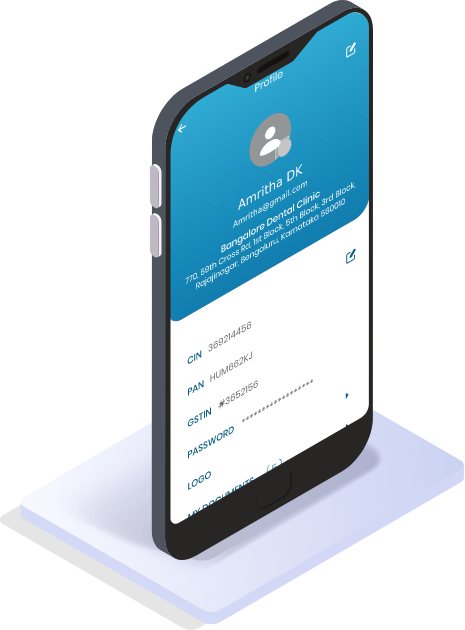 Profile
Amritha DK
Amritha@gmail.com
Bangalore Dental Clinic
770, 59th Cross Rd, 1st Block, 5th Block, 3rd Block,
Rajajinagar, Bengaluru, Karnataka 560010
CIN 369214456
PAN HUM662KJ
GSTIN #3652156
PASSWORD ••••••••••••••••••
LOGO
MY DOCUMENTS